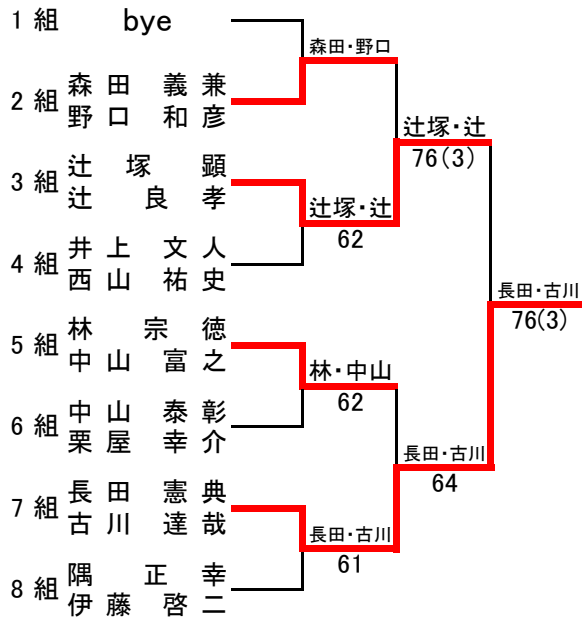 1組 bye
2組 森田 義兼
野口 和彦
3組 辻塚 顕
辻 良孝
4組 井上 文人
西山 祐史
5組 林 宗徳
中山 富之
6組 中山 泰彰
栗屋 幸介
7組 長田 憲典
古川 達哉
8組 隅 正幸
伊藤 啓二
森田・野口
辻塚・辻
62
林・中山
62
長田・古川
61
辻塚・辻
76(3)
長田・古川
64
長田・古川
76(3)